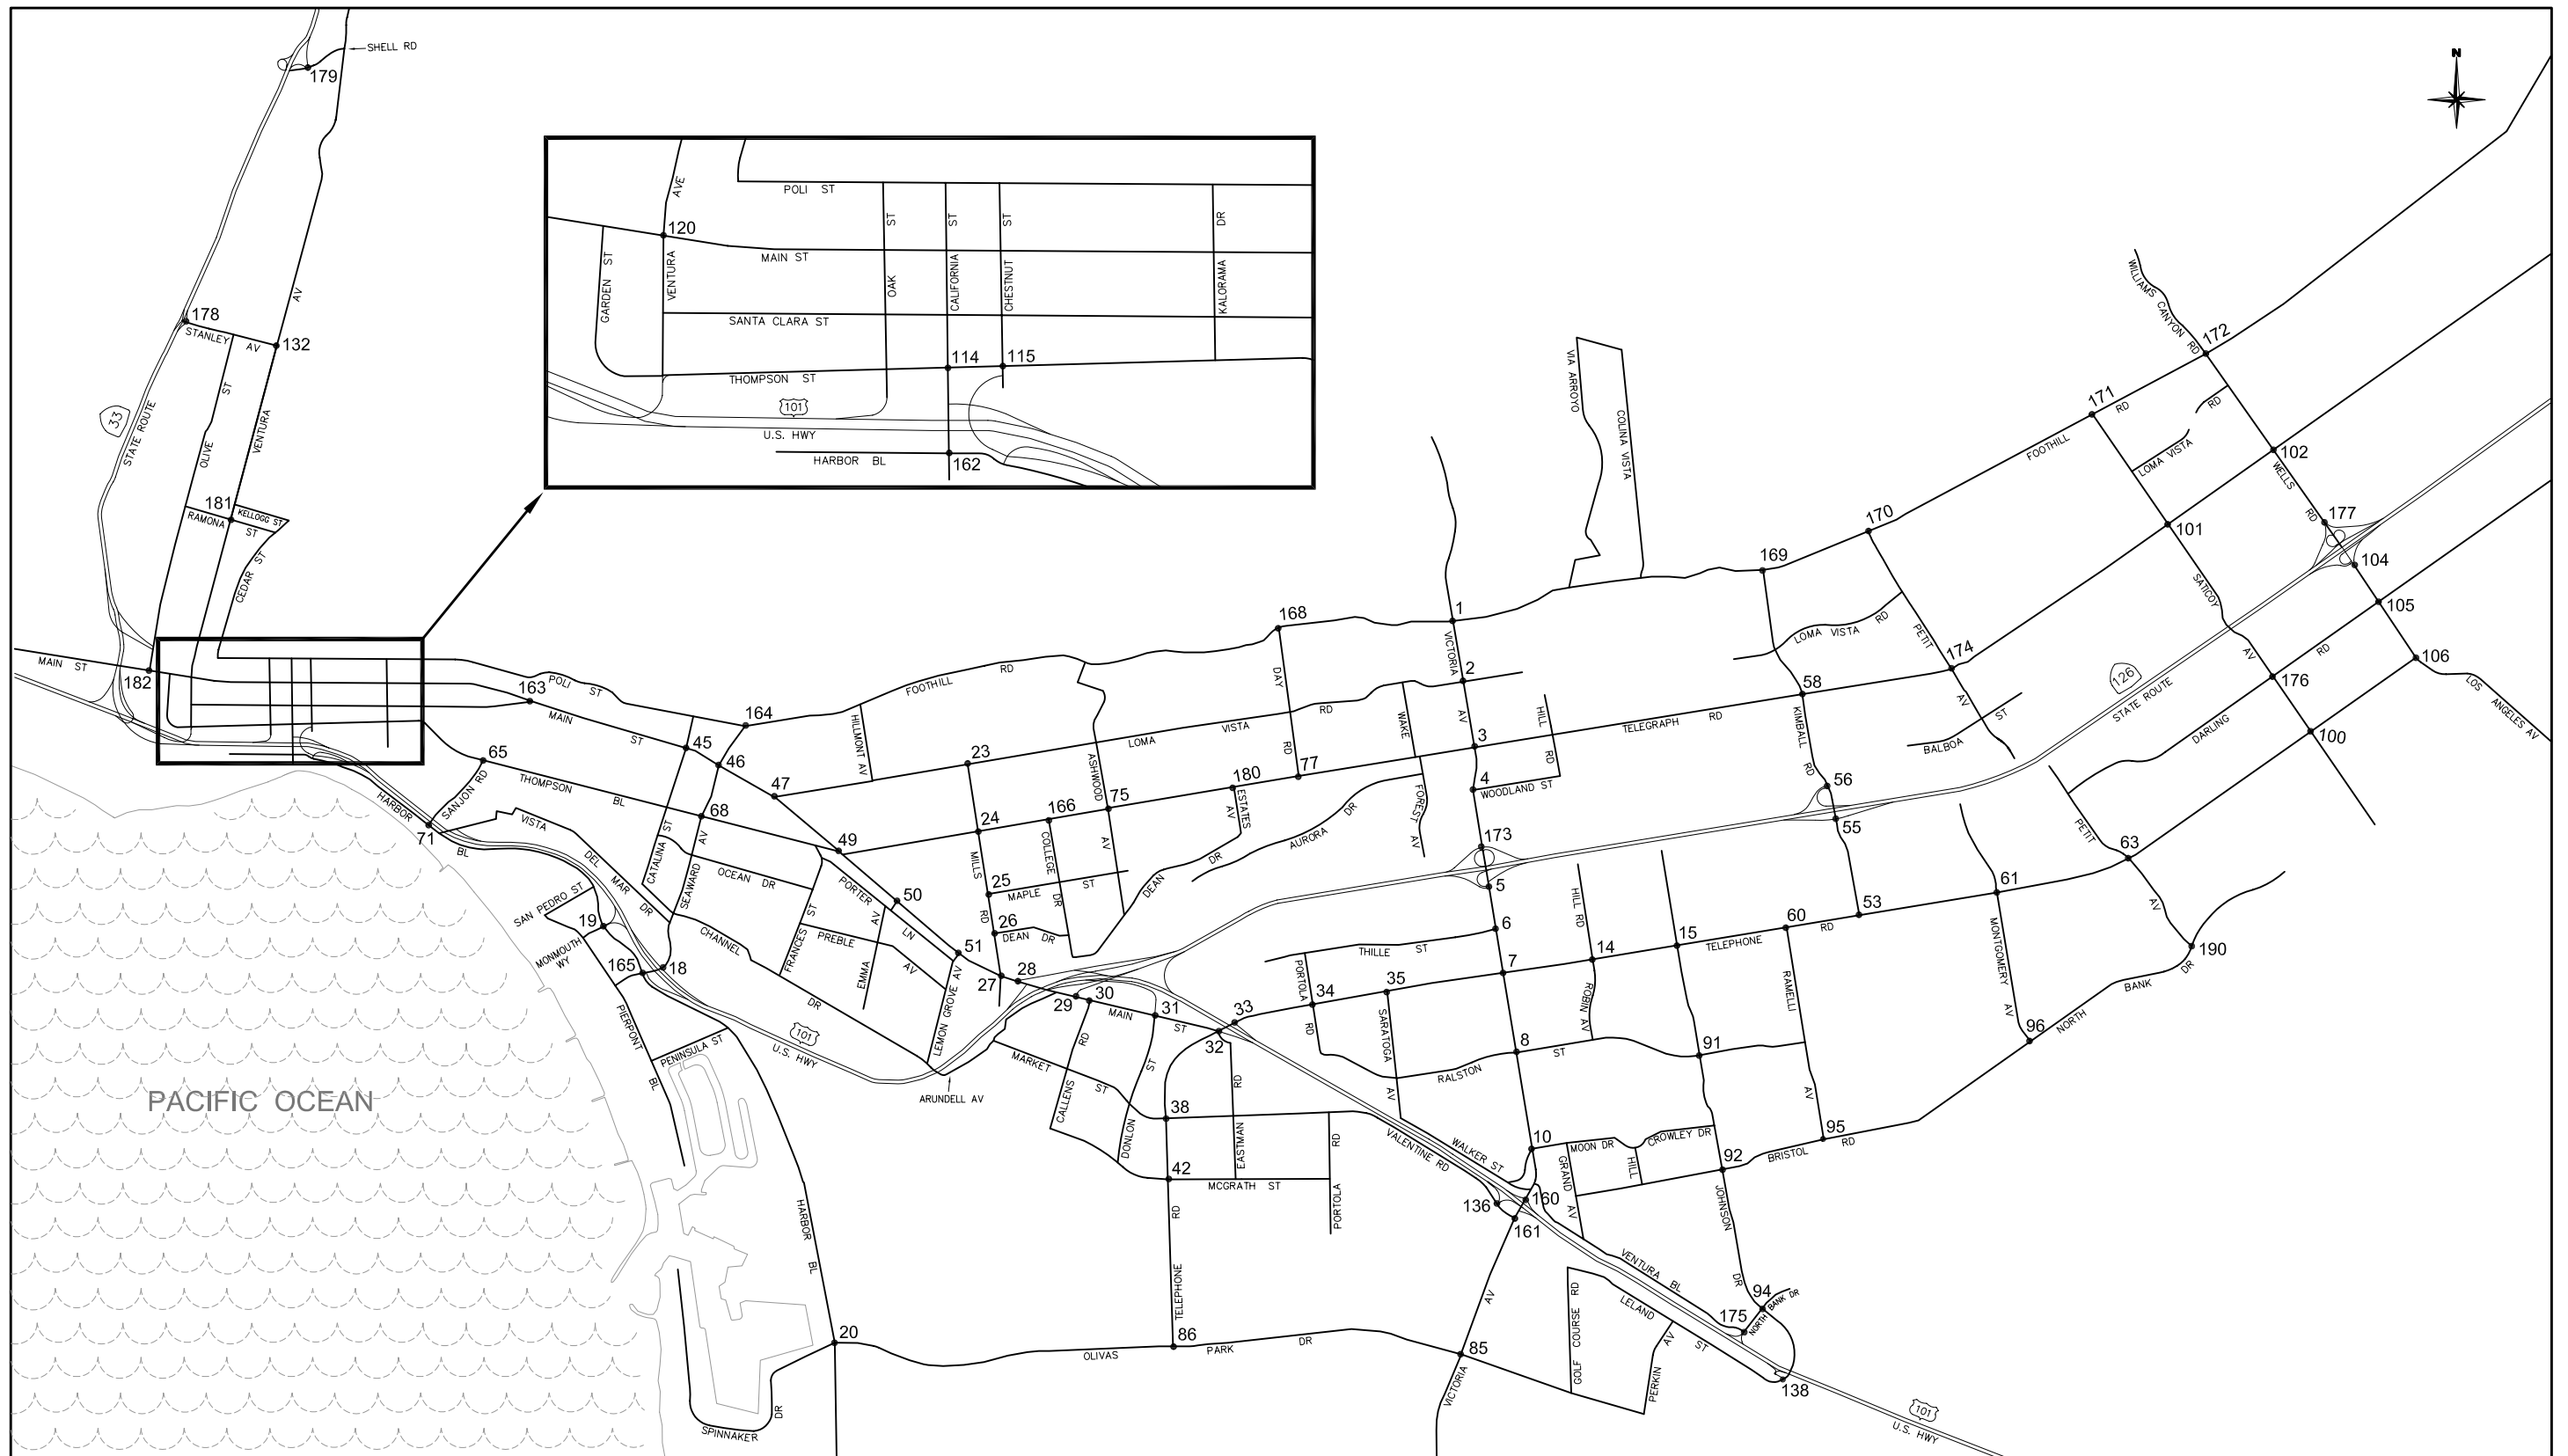 N
SHELL RD
179
AVE
POLI ST
ST
ST
ST
DR
120
MAIN ST
GARDEN ST
VENTURA
OAK
CALIFORNIA
CHESTNUT
KALORAMA
SANTA CLARA ST
114
115
THOMPSON ST
101
U.S. HWY
HARBOR BL
162
AV
178
STANLEY AV
132
33
STATE ROUTE
OLIVE ST
VENTURA
181
KELLOGG ST
RAMONA ST
CEDAR ST
MAIN ST
182
163
POLI ST
MAIN ST
164
45
46
65
THOMPSON BL
SANJON RD
HARBOR BL
71
VISTA DEL MAR DR
CATALINA ST
68
SEAWARD AV
OCEAN DR
47
49
HILLMONT AV
FOOTHILL RD
23
LOMA VISTA RD
24
166
75
180
77
ASHWOOD AV
COLLEGE DR
MILLS RD
25
MAPLE ST
26
DEAN DR
DEAN DR
ESTATES AV
AURORA DR
168
DAY RD
1
VICTORIA AV
2
3
4
WOODLAND ST
WAKE
FOREST AV
HILL RD
TELEGRAPH RD
VIA ARROYO
COLINA VISTA
169
170
171
172
FOOTHILL RD
WILLIAMS CANYON RD
LOMA VISTA RD
102
WELLS RD
177
101
104
105
106
LOS ANGELES AV
SATICOY AV
176
DARLING RD
100
126
STATE ROUTE
LOMA VISTA RD
PETIT AV
174
BALBOA ST
58
KIMBALL RD
56
55
53
PETIT AV
63
61
190
NORTH BANK DR
96
MONTGOMERY AV
173
5
6
THILLE ST
7
14
HILL RD
15
TELEPHONE RD
60
RAMELLI AV
ROBIN AV
PORTOLA RD
34
35
SARATOGA AV
RALSTON ST
8
91
10
MOON DR
CROWLEY DR
HILL
GRAND AV
92
BRISTOL RD
95
JOHNSON DR
94
NORTH BANK DR
175
138
VENTURA BL
LELAND ST
GOLF COURSE RD
PERKIN AV
WALKER ST
VALENTINE RD
136
160
161
VICTORIA AV
85
OLIVAS PARK DR
86
TELEPHONE RD
42
MCGRATH ST
PORTOLA RD
EASTMAN RD
38
32
33
31
MAIN ST
30
29
28
27
51
50
PORTER LN
FRANCES ST
PREBLE AV
EMMA AV
LEMON GROVE AV
CHANNEL DR
MARKET ST
CALLENS RD
DONLON ST
ARUNDELL AV
101
U.S. HWY
SAN PEDRO ST
19
MONMOUTH WY
165
18
PIERPONT BL
PENINSULA ST
PACIFIC OCEAN
HARBOR BL
20
SPINNAKER DR
101
U.S. HWY